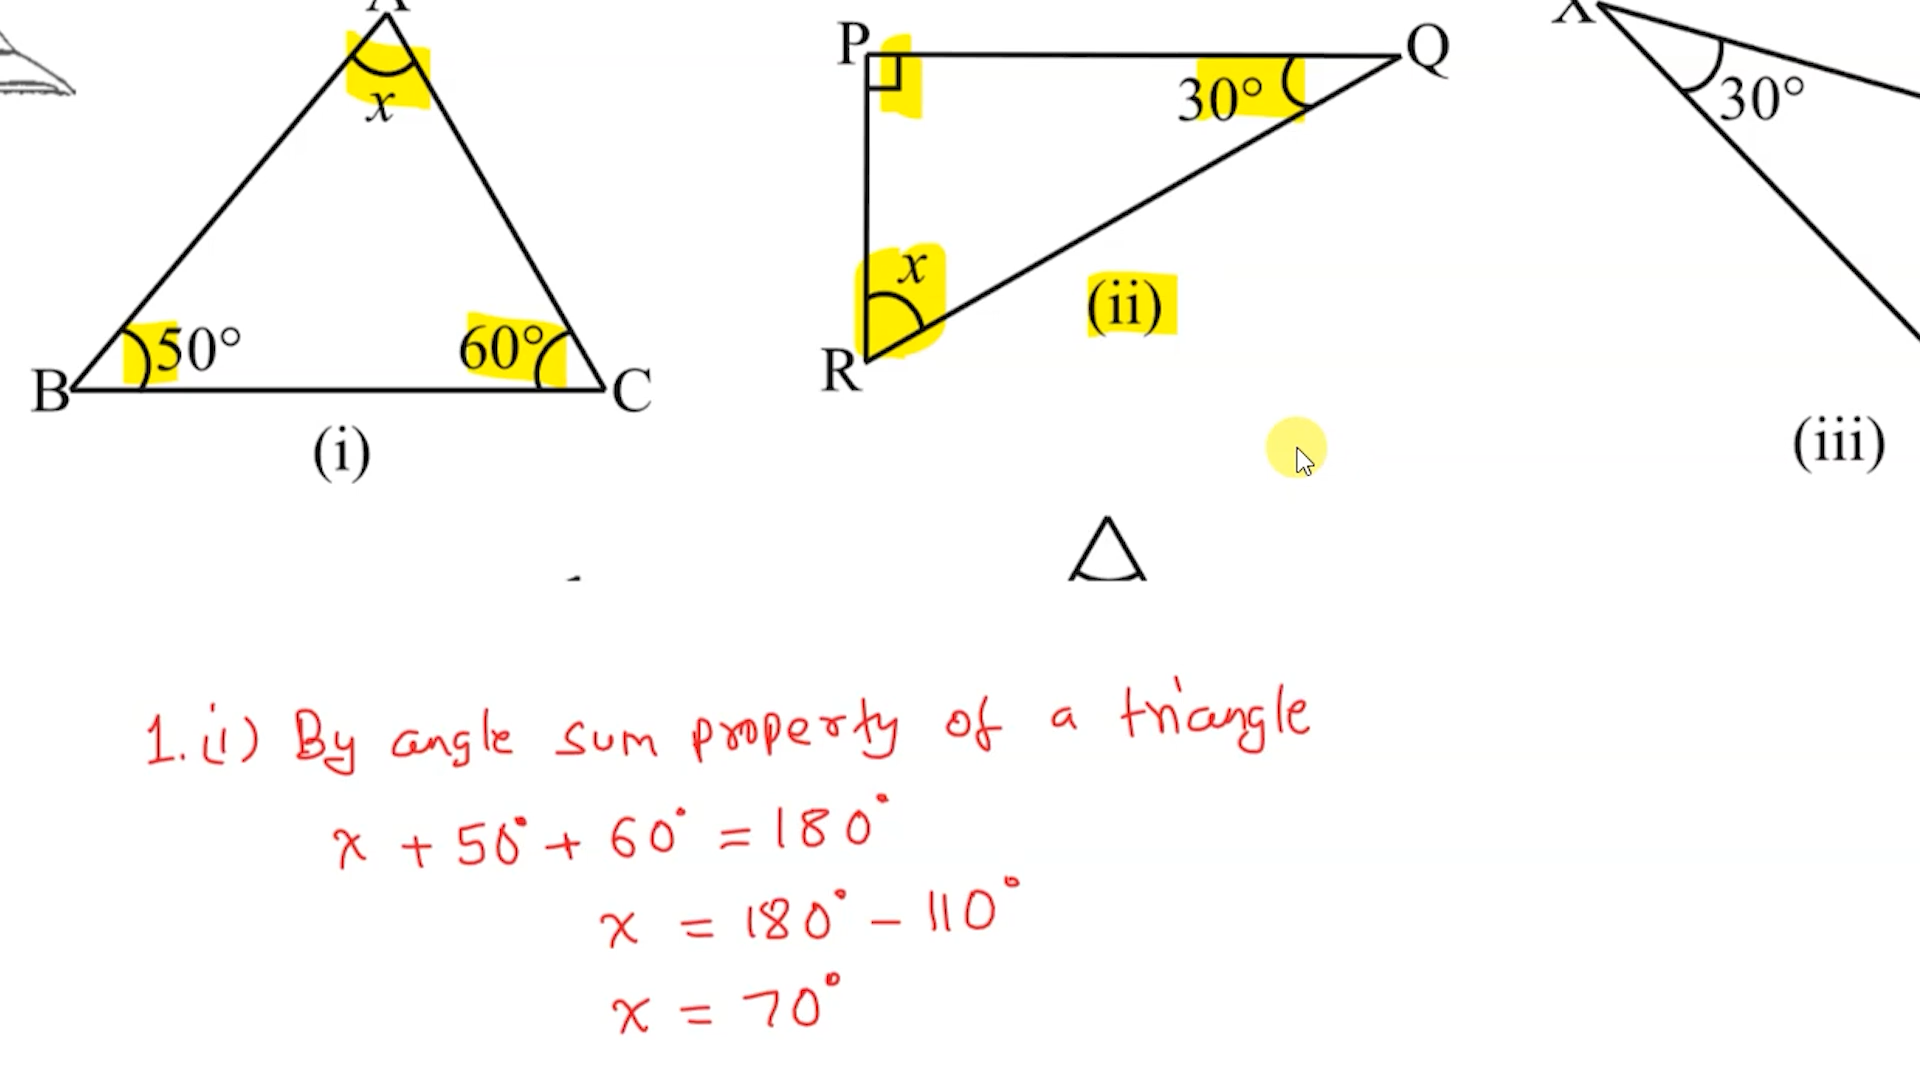 A
x
50°
60°
B
C
(i)
P
Q
30°
x
R
(ii)
X
30°
(iii)
1.(i) By angle sum property of a triangle
x + 50° + 60° = 180°
x = 180° - 110°
x = 70°